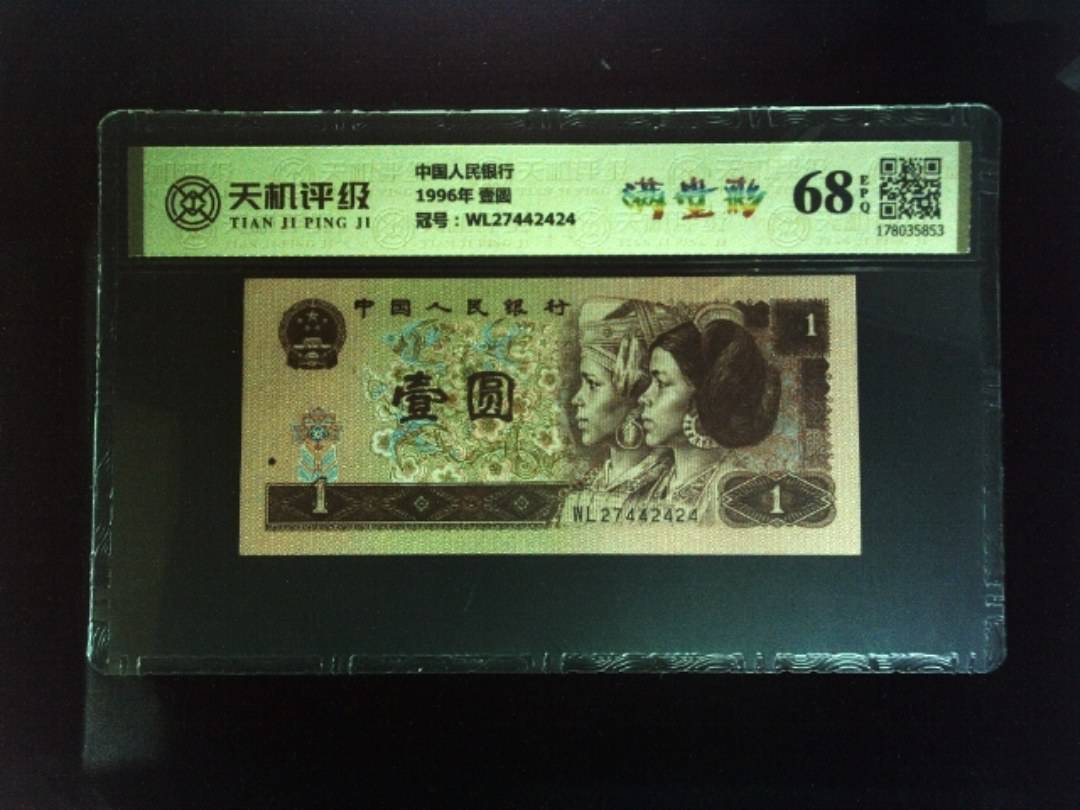 天机评级
TIAN JI PING JI
中国人民银行
1996年 壹圆
冠号：WL27442424
满堂彩
68
EPQ
178035853
中国人民银行
1
壹圆
1
WL27442424
1